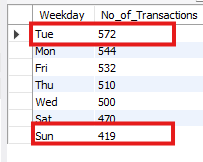 Weekday No_of_Transactions
Tue 572
Mon 544
Fri 532
Thu 510
Wed 500
Sat 470
Sun 419